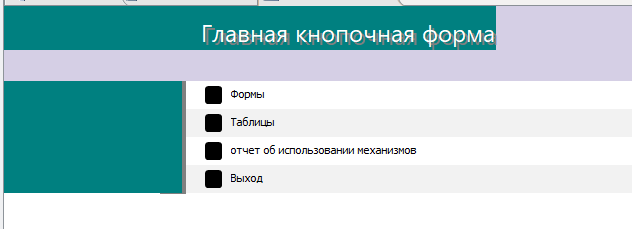 Главная кнопочная форма
Формы
Таблицы
отчет об использовании механизмов
Выход